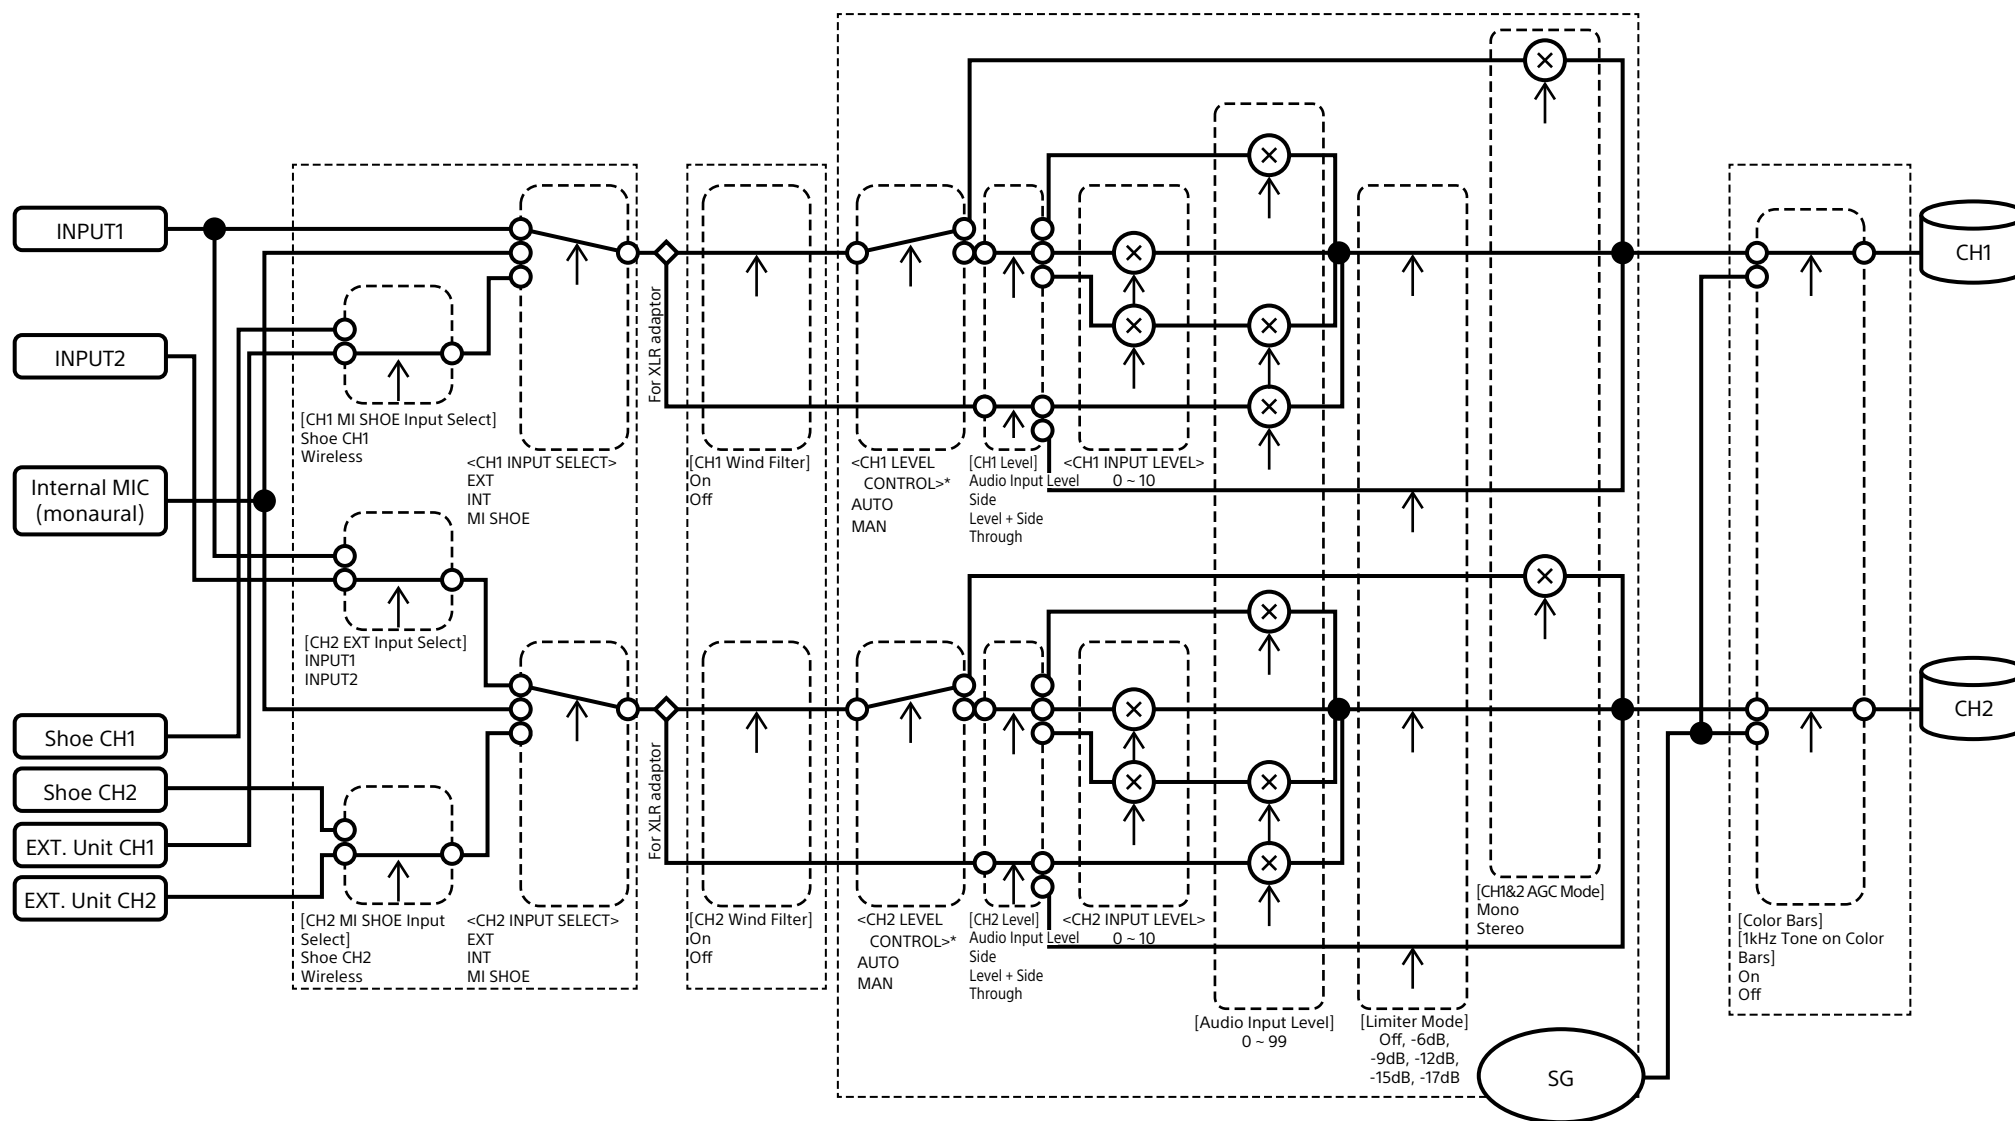 INPUT1
INPUT2
Internal MIC
(monaural)
Shoe CH1
Shoe CH2
EXT. Unit CH1
EXT. Unit CH2
[CH1 MI SHOE Input Select]
Shoe CH1
Wireless
[CH2 EXT Input Select]
INPUT1
INPUT2
[CH2 MI SHOE Input
Select]
Shoe CH2
Wireless
<CH1 INPUT SELECT>
EXT
INT
MI SHOE
<CH2 INPUT SELECT>
EXT
INT
MI SHOE
For XLR adaptor
For XLR adaptor
[CH1 Wind Filter]
On
Off
[CH2 Wind Filter]
On
Off
<CH1 LEVEL
CONTROL>*
AUTO
MAN
[CH1 Level]
Audio Input Level
Side
Level + Side
Through
<CH1 INPUT LEVEL>
0 ~ 10
<CH2 LEVEL
CONTROL>*
AUTO
MAN
[CH2 Level]
Audio Input Level
Side
Level + Side
Through
<CH2 INPUT LEVEL>
0 ~ 10
[Audio Input Level]
0 ~ 99
[Limiter Mode]
Off, -6dB,
-9dB, -12dB,
-15dB, -17dB
[CH1&2 AGC Mode]
Mono
Stereo
SG
[Color Bars]
[1kHz Tone on Color
Bars]
On
Off
CH1
CH2